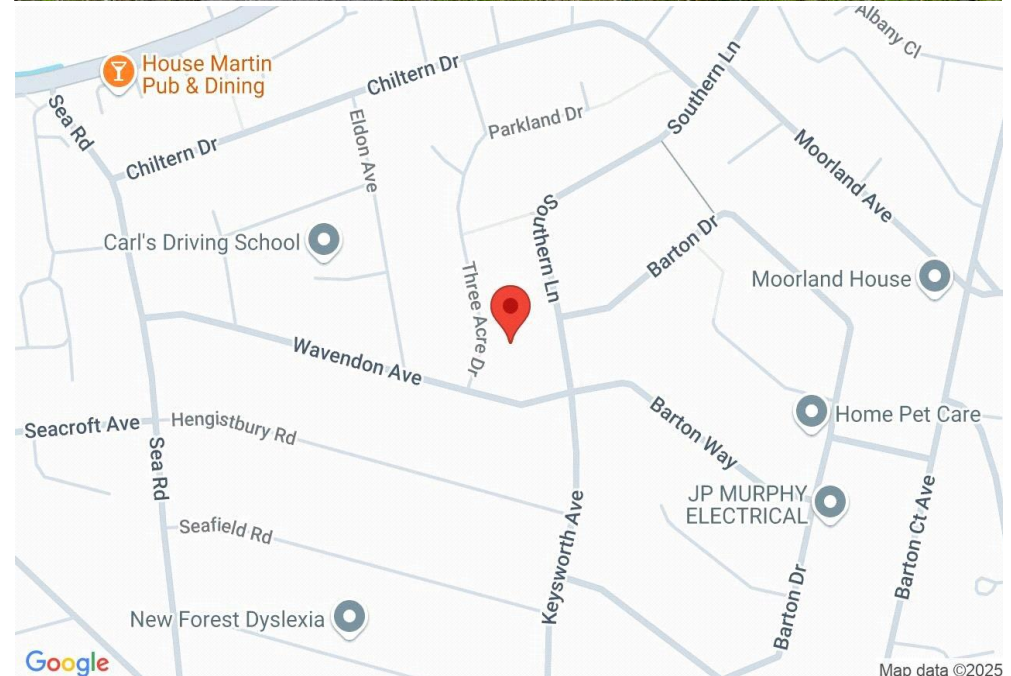 Albany Cl
House Martin
Pub & Dining
Sea Rd
Chiltern Dr
Southern Ln
Chiltern Dr
Eldon Ave
Parkland Dr
Moorland Ave
Carl's Driving School
Southern Ln
Barton Dr
Moorland House
Three Acre Dr
Wavendon Ave
Barton Way
Home Pet Care
Seacroft Ave
Hengistbury Rd
Sea Rd
JP MURPHY
ELECTRICAL
Seafield Rd
Keysworth Ave
Barton Ct Ave
Barton Dr
New Forest Dyslexia
Google
Map data ©2025